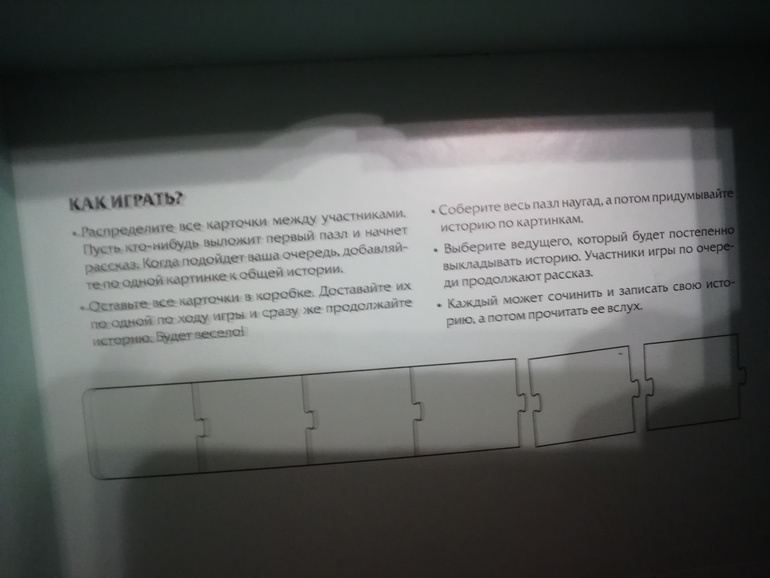 КАК ИГРАТЬ?
• Распределите все карточки между участниками.
Пусть кто-нибудь выложит первый пазл и начнет
рассказ. Когда подойдет ваша очередь, добавляй-
те по одной картинке к общей истории.
• Оставьте все карточки в коробке. Доставайте их
по одной по ходу игры и сразу же продолжайте
историю. Будет весело!
• Соберите весь пазл наугад, а потом придумывайте
историю по картинкам.
• Выберите ведущего, который будет постепенно
выкладывать историю. Участники игры по очере-
ди продолжают рассказ.
• Каждый может сочинить и записать свою исто-
рию, а потом прочитать ее вслух.